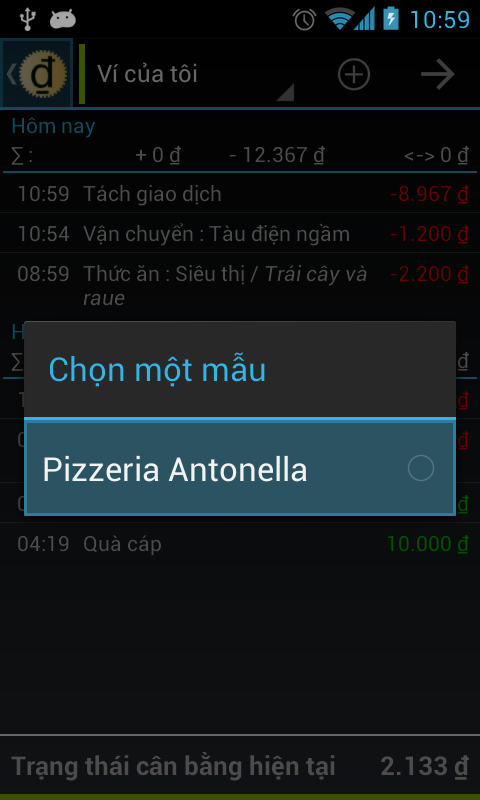 10:59
₫ Ví của tôi
Hôm nay
∑ : + 0 ₫ - 12.367 ₫ <-> 0 ₫
10:59 Tách giao dịch -8.967 ₫
10:54 Vận chuyển : Tàu điện ngầm -1.200 ₫
08:59 Thức ăn : Siêu thị / Trái cây và -2.200 ₫
raue
Chọn một mẫu
Pizzeria Antonella
04:19 Quà cáp 10.000 ₫
Trạng thái cân bằng hiện tại 2.133 ₫